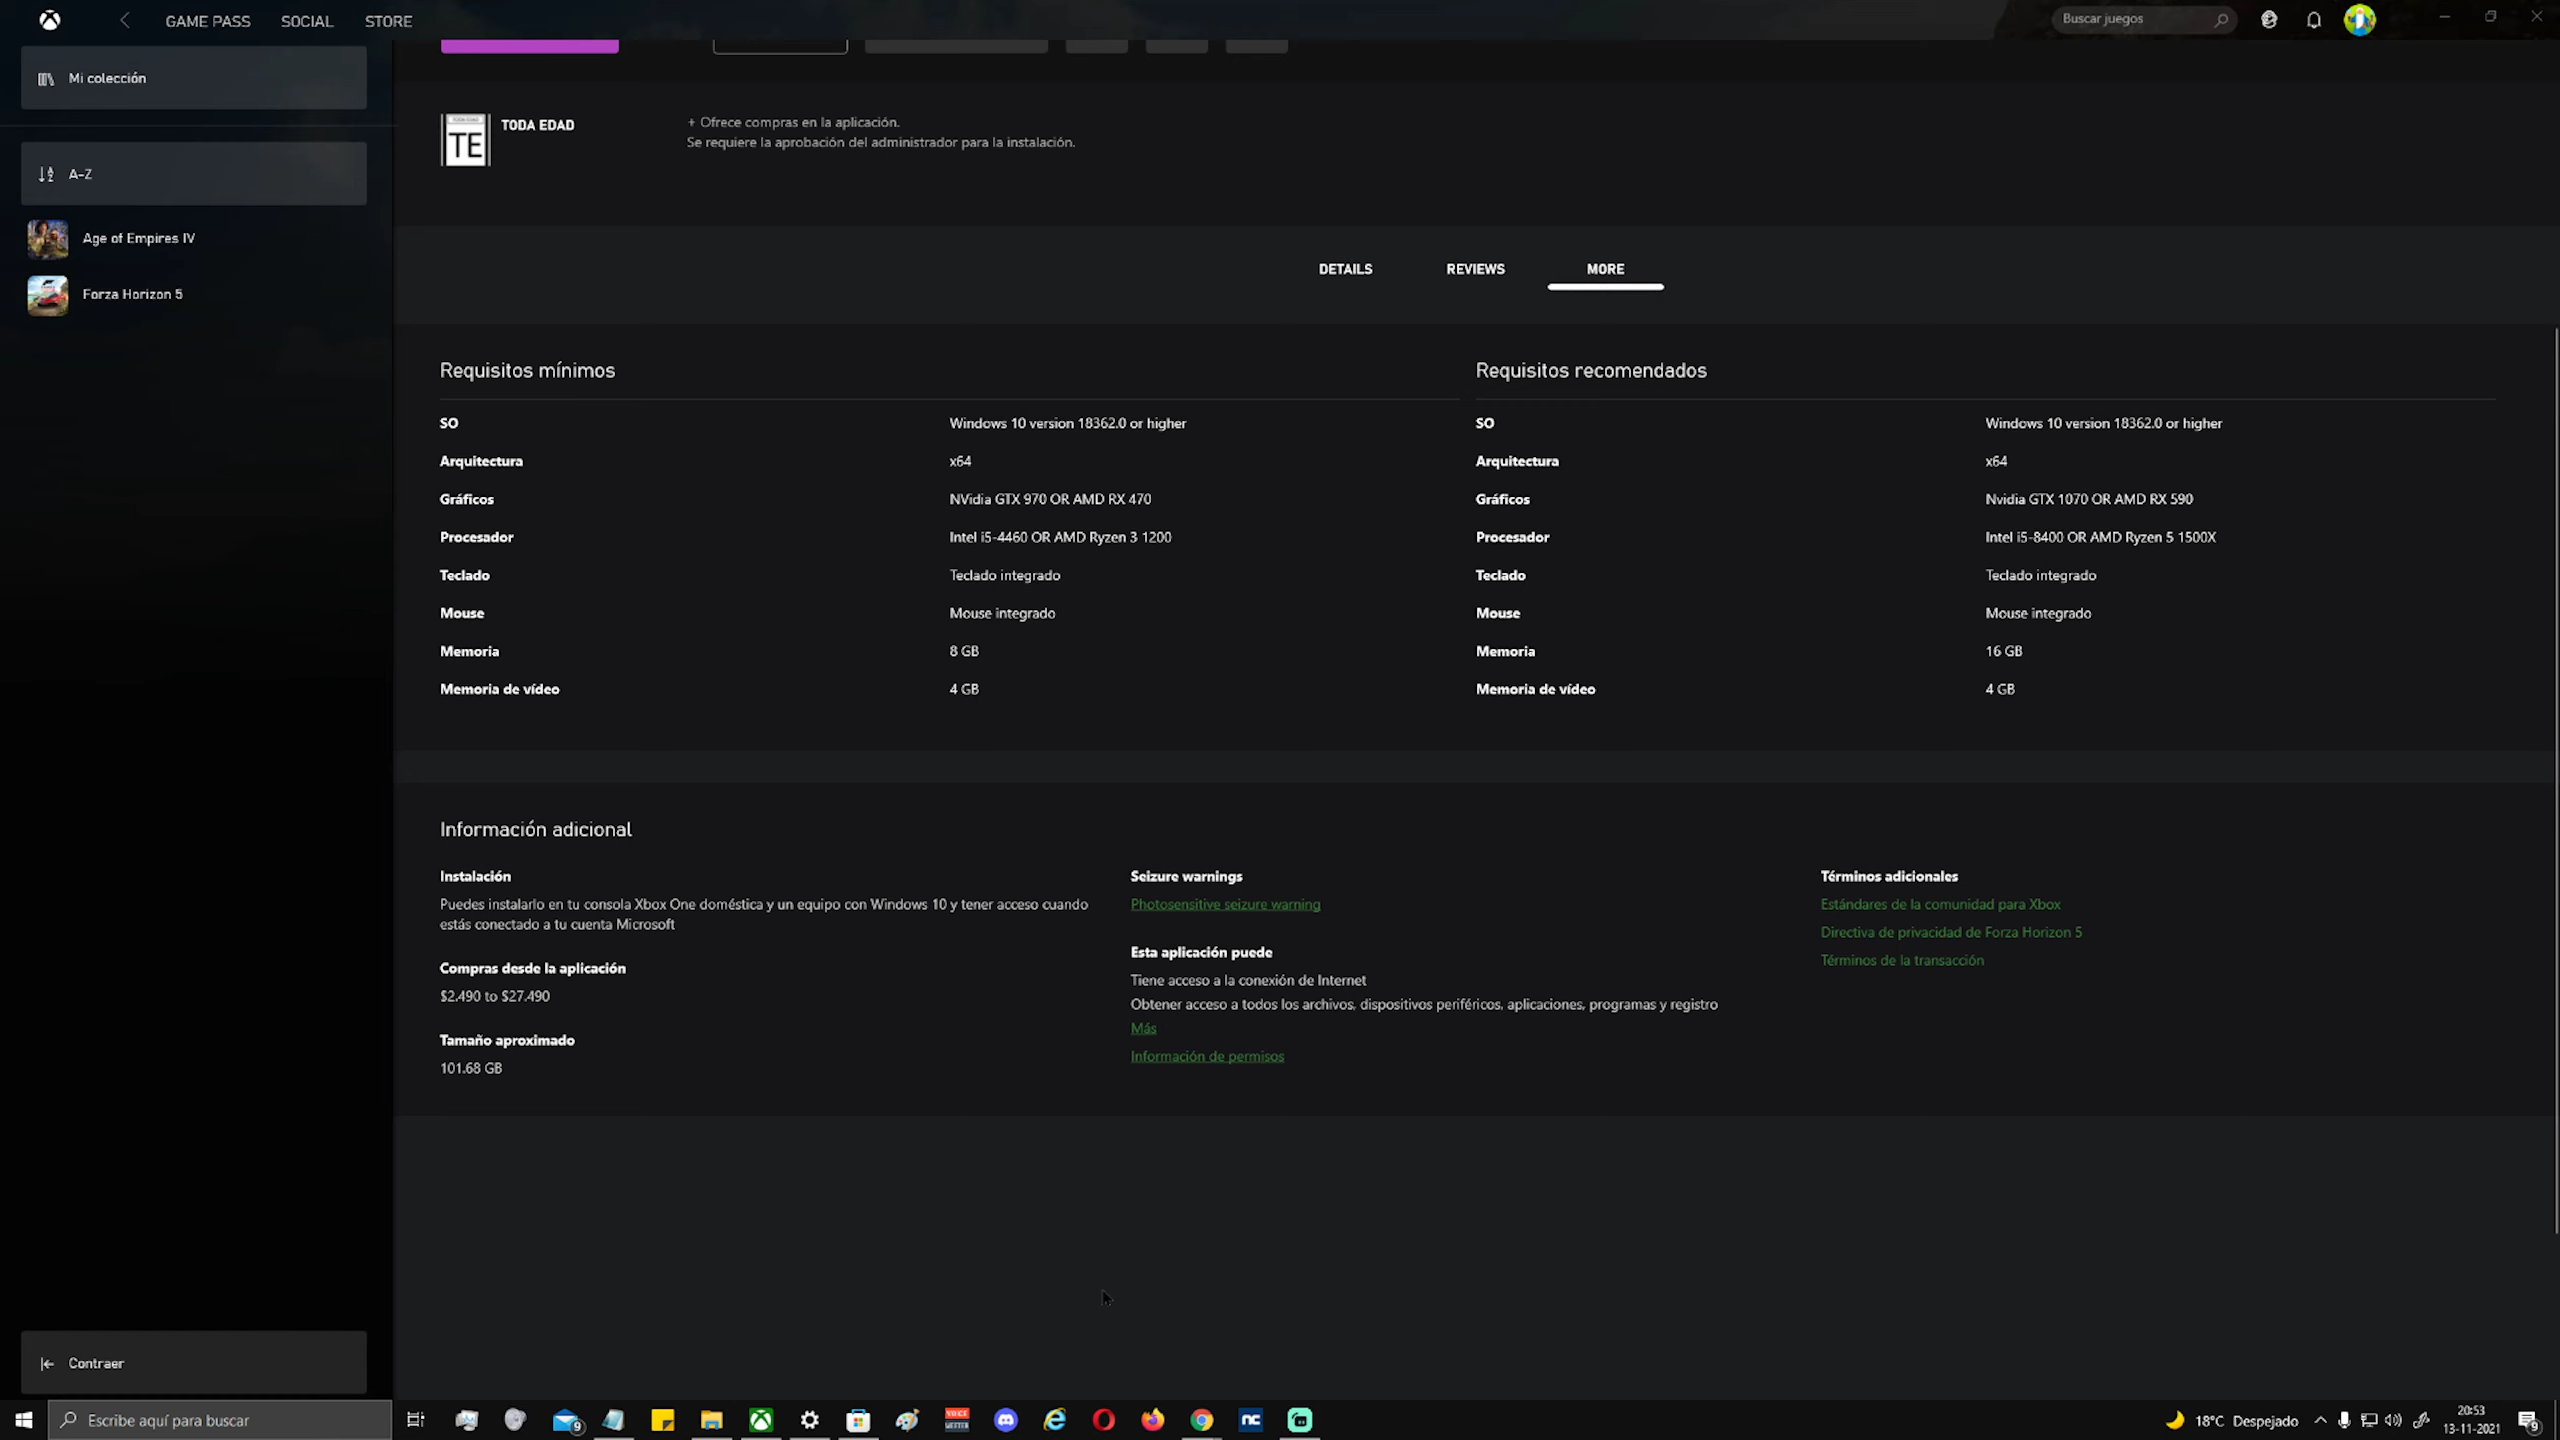 GAME PASS SOCIAL STORE
Buscar juegos
Mi colección
TODA EDAD
TE
TODA EDAD
+ Ofrece compras en la aplicación.
Se requiere la aprobación del administrador para la instalación.
A-Z
Age of Empires IV
Forza Horizon 5
DETAILS REVIEWS MORE
Requisitos mínimos
SO Windows 10 version 18362.0 or higher
Arquitectura x64
Gráficos NVidia GTX 970 OR AMD RX 470
Procesador Intel i5-4460 OR AMD Ryzen 3 1200
Teclado Teclado integrado
Mouse Mouse integrado
Memoria 8 GB
Memoria de vídeo 4 GB
Requisitos recomendados
SO Windows 10 version 18362.0 or higher
Arquitectura x64
Gráficos Nvidia GTX 1070 OR AMD RX 590
Procesador Intel i5-8400 OR AMD Ryzen 5 1500X
Teclado Teclado integrado
Mouse Mouse integrado
Memoria 16 GB
Memoria de vídeo 4 GB
Información adicional
Instalación
Puedes instalarlo en tu consola Xbox One doméstica y un equipo con Windows 10 y tener acceso cuando
estás conectado a tu cuenta Microsoft
Compras desde la aplicación
$2.490 to $27.490
Tamaño aproximado
101.68 GB
Seizure warnings
Photosensitive seizure warning
Esta aplicación puede
Tiene acceso a la conexión de Internet
Obtener acceso a todos los archivos, dispositivos periféricos, aplicaciones, programas y registro
Más
Información de permisos
Términos adicionales
Estándares de la comunidad para Xbox
Directiva de privacidad de Forza Horizon 5
Términos de la transacción
Contraer
Escribe aquí para buscar
9
VOICE
MEETER
nc
18°C Despejado
20:53
13-11-2021
9